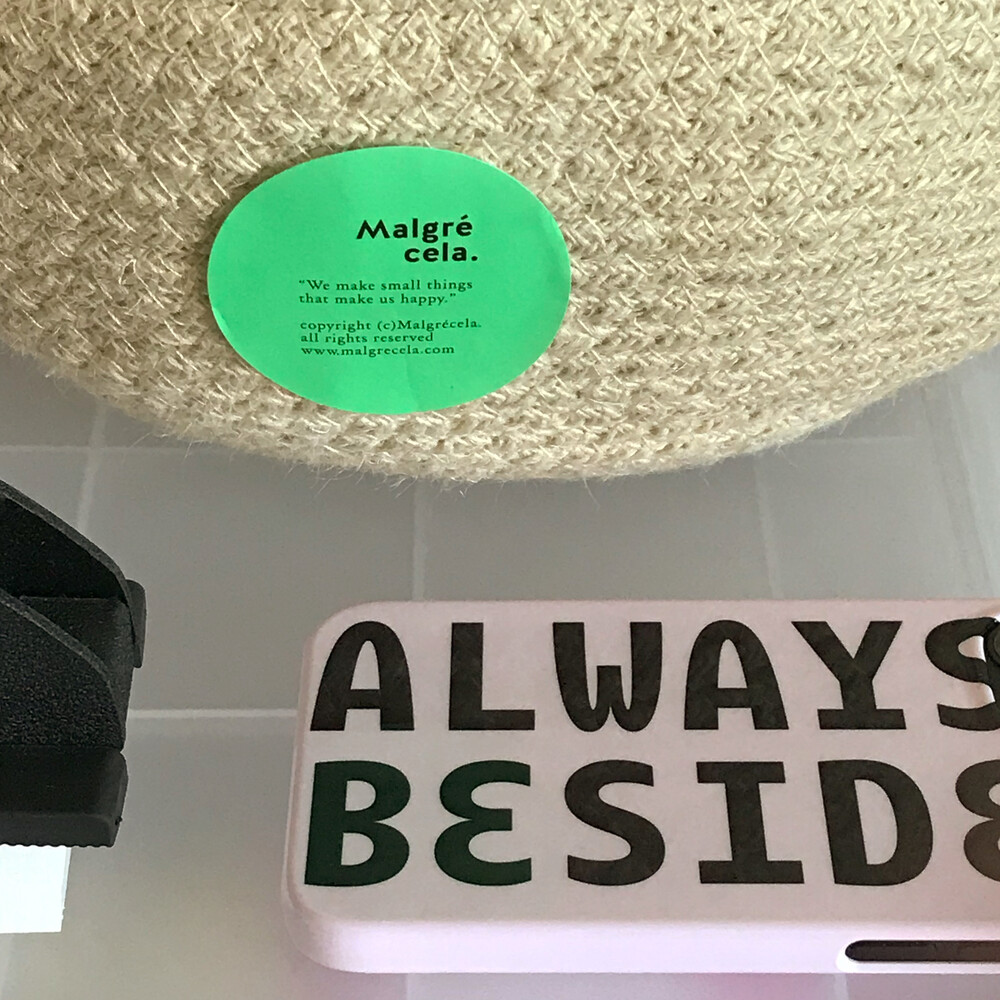 Malgré
cela.
"We make small things
that make us happy."
copyright (c)Malgrécela.
all rights reserved
www.malgrecela.com
ALWAYS
BESIDE